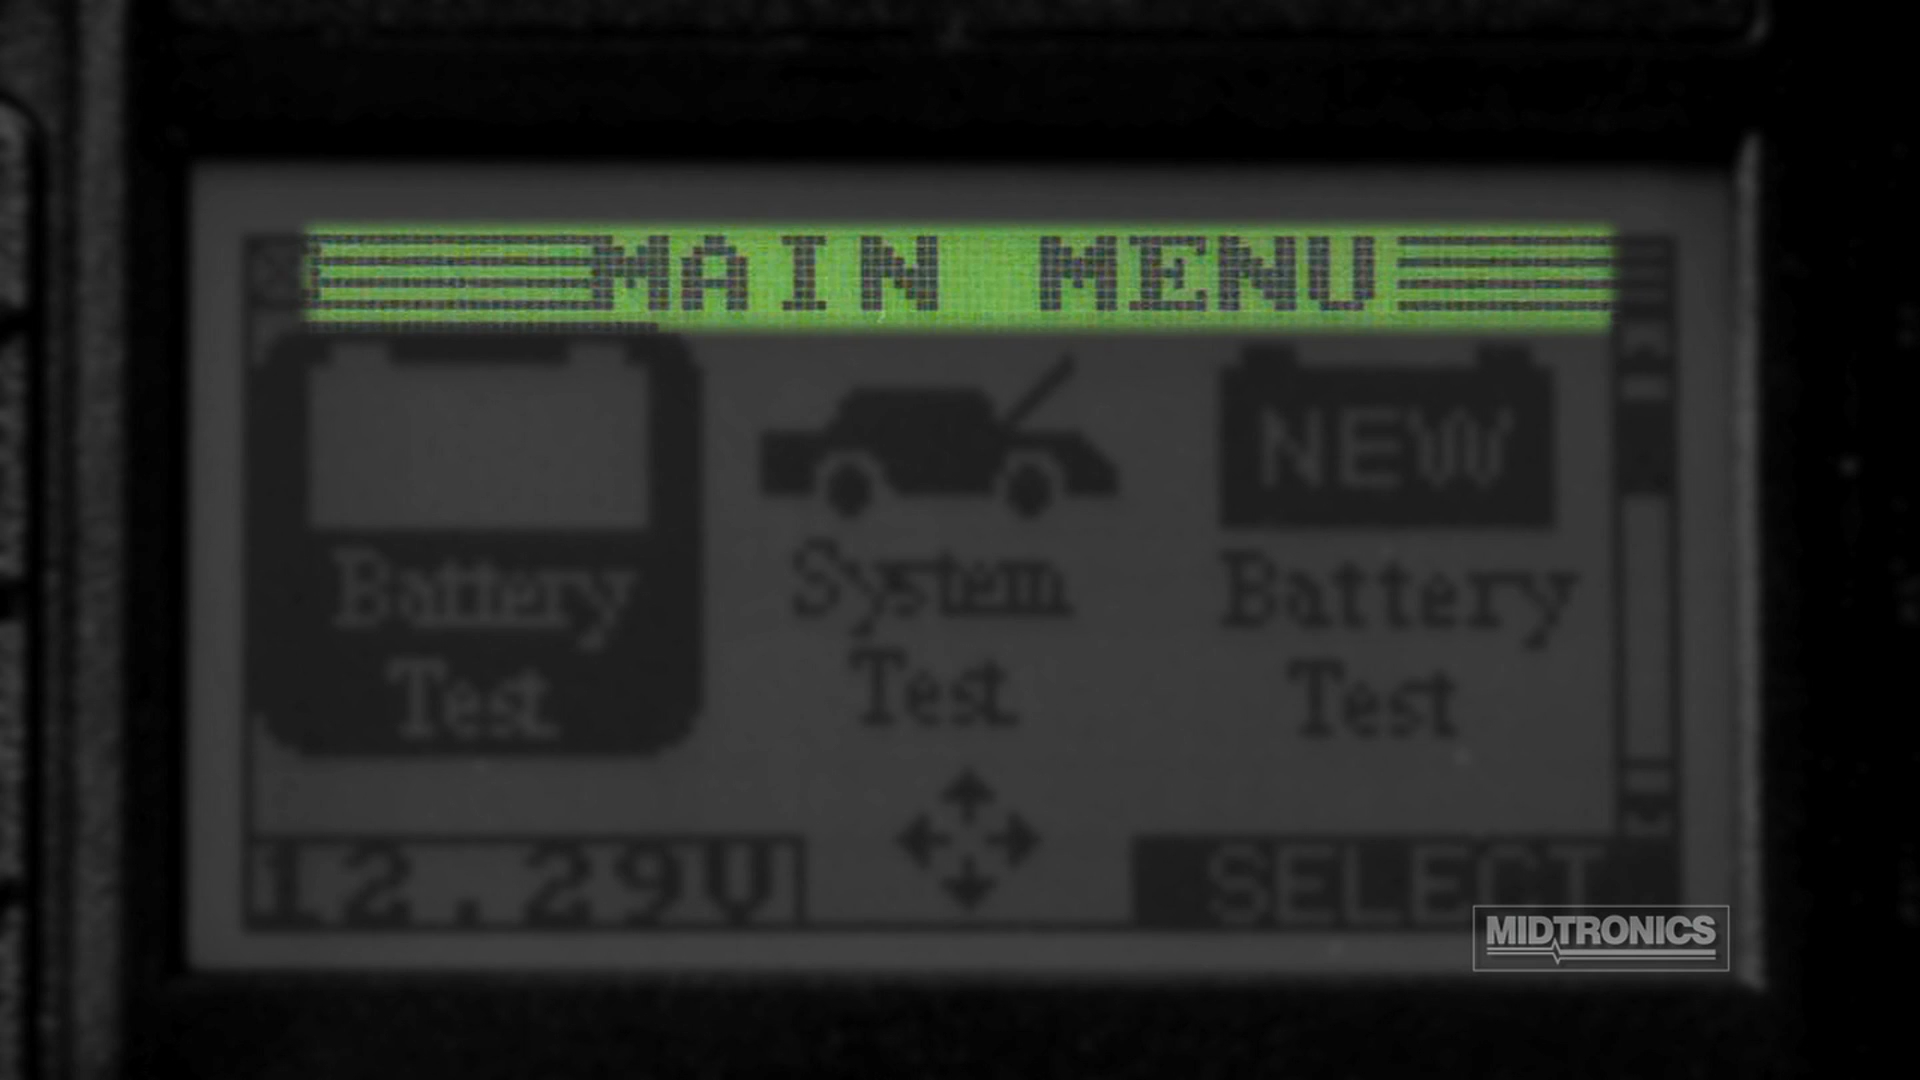 MAIN MENU
NEW
Battery
Test
System
Test
Battery
Test
12.29V
SELECT
MIDTRONICS